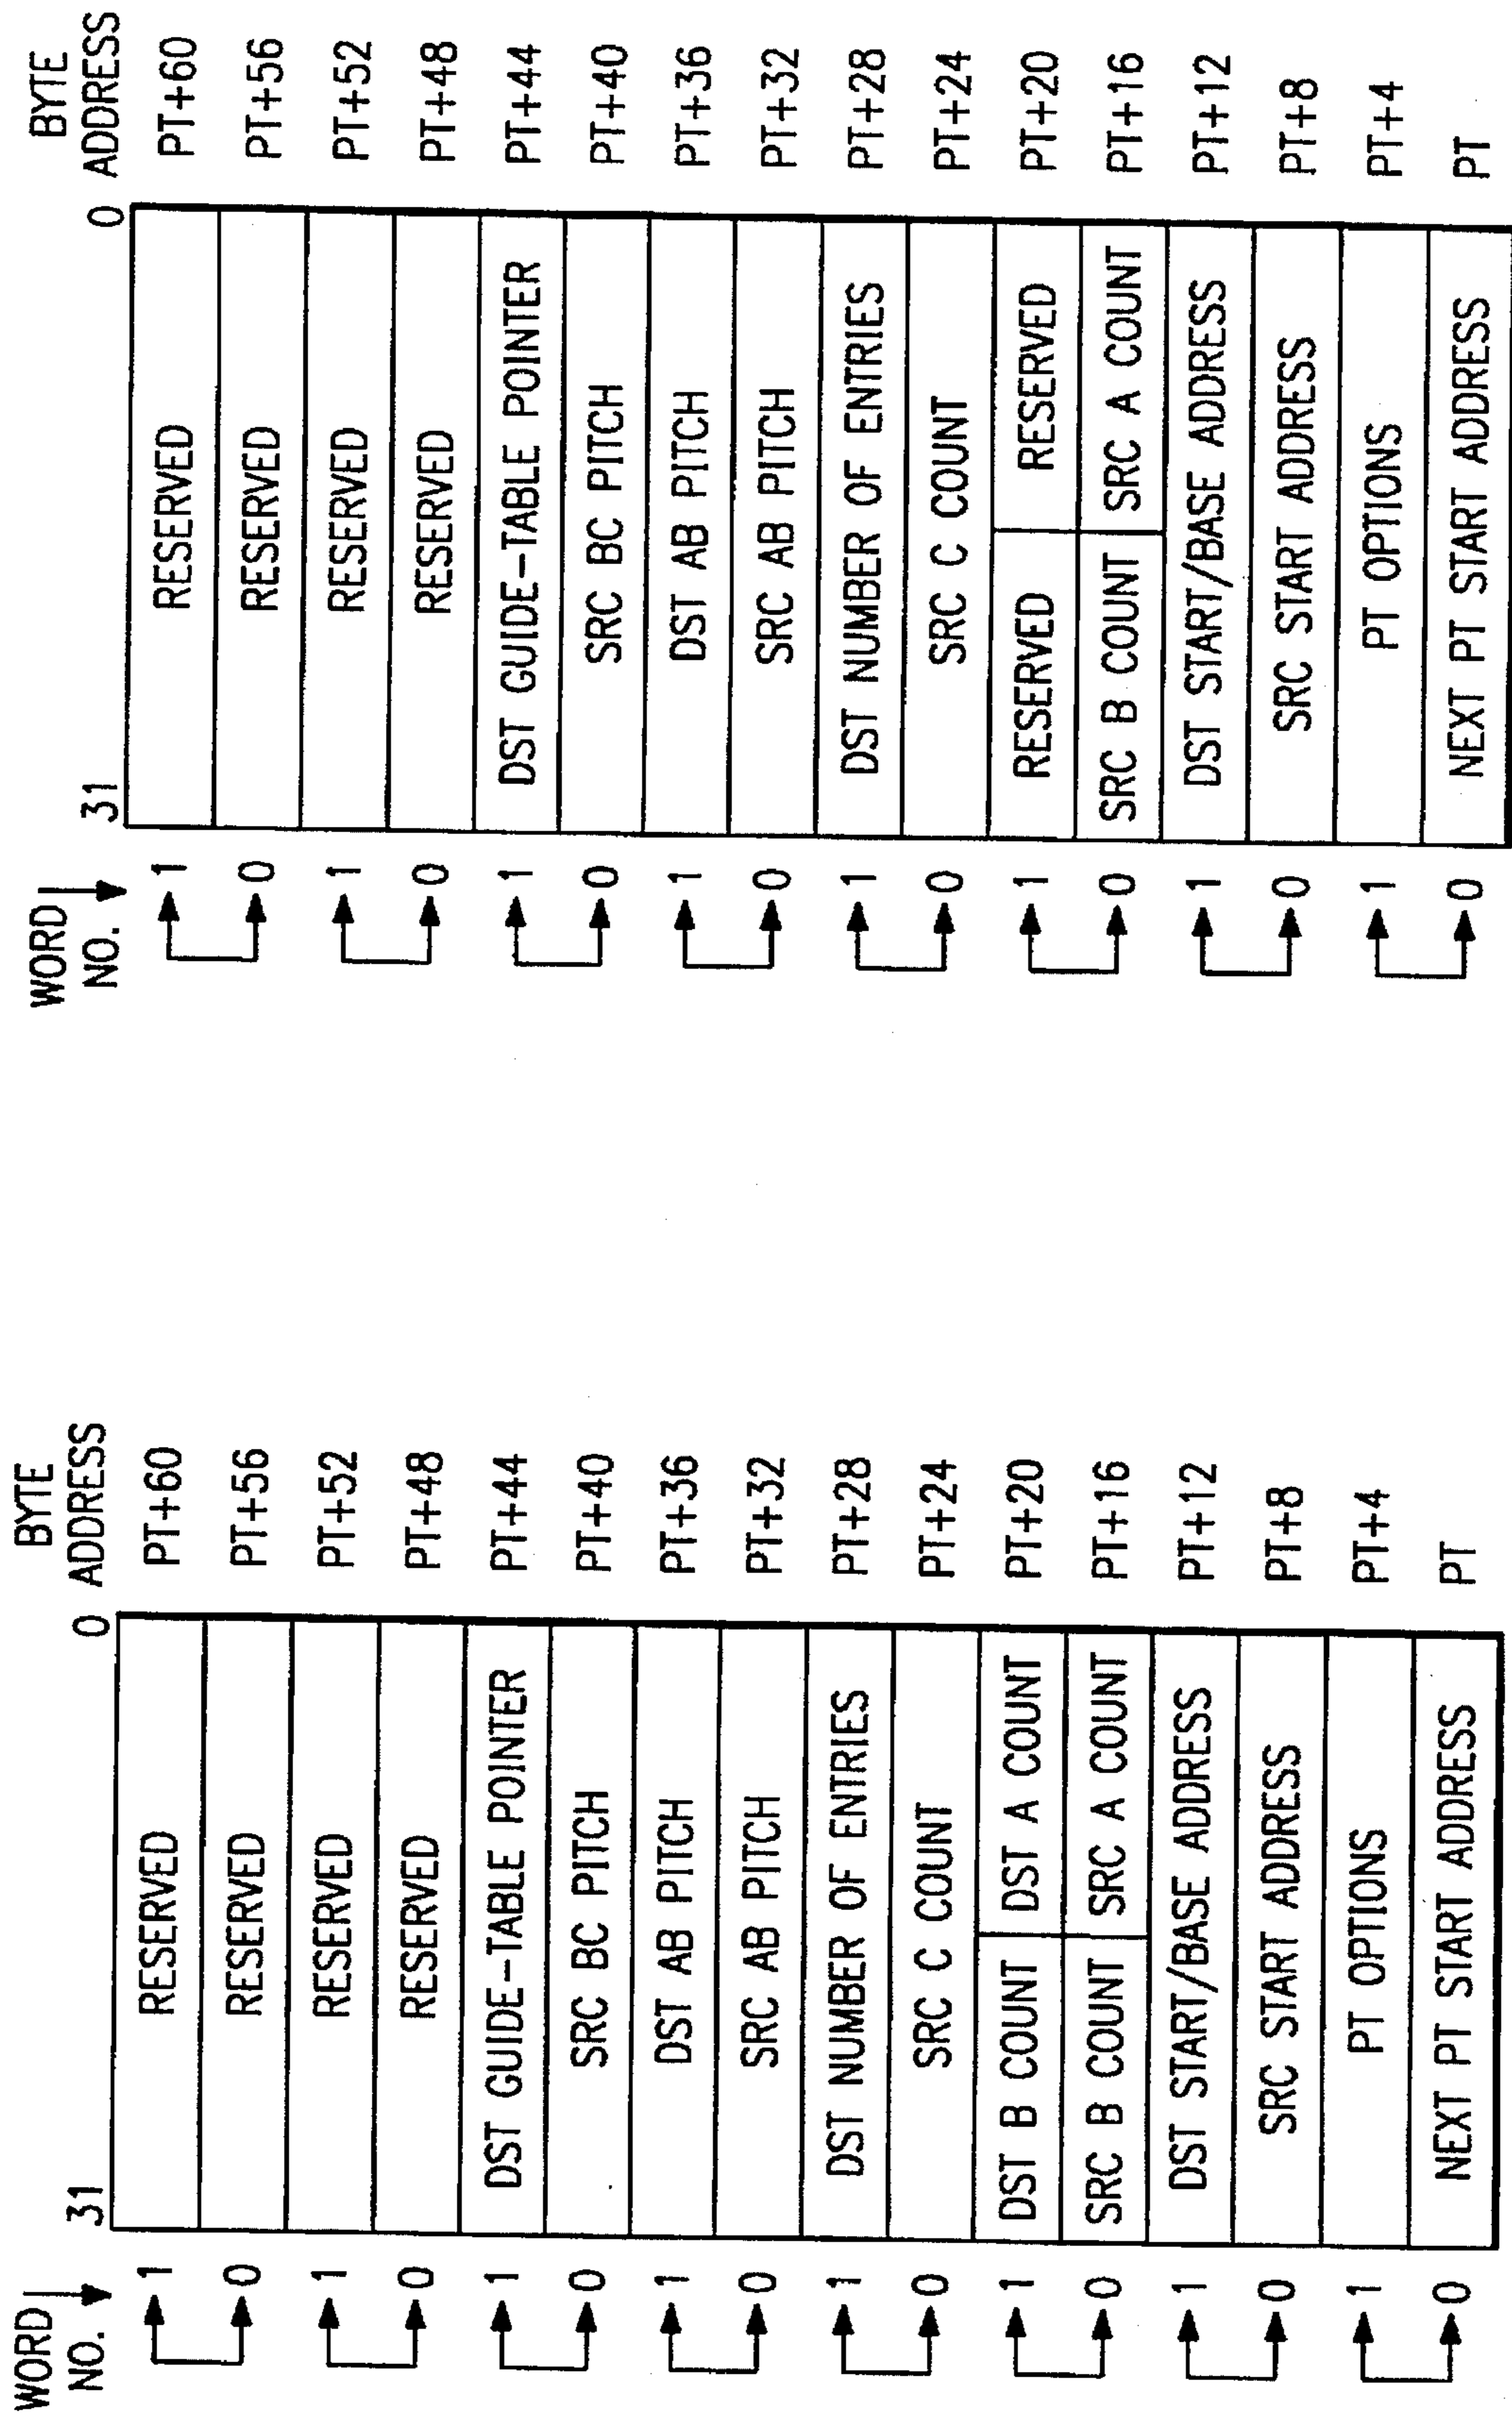 WORD NO. 31 0 BYTE ADDRESS
1 RESERVED PT+60
0 RESERVED PT+56
1 RESERVED PT+52
0 RESERVED PT+48
1 DST GUIDE-TABLE POINTER PT+44
0 SRC BC PITCH PT+40
1 DST AB PITCH PT+36
0 SRC AB PITCH PT+32
1 DST NUMBER OF ENTRIES PT+28
0 SRC C COUNT PT+24
1 DST B COUNT DST A COUNT PT+20
0 SRC B COUNT SRC A COUNT PT+16
1 DST START/BASE ADDRESS PT+12
0 SRC START ADDRESS PT+8
1 PT OPTIONS PT+4
0 NEXT PT START ADDRESS PT
WORD NO. 31 0 BYTE ADDRESS
1 RESERVED PT+60
0 RESERVED PT+56
1 RESERVED PT+52
0 RESERVED PT+48
1 DST GUIDE-TABLE POINTER PT+44
0 SRC BC PITCH PT+40
1 DST AB PITCH PT+36
0 SRC AB PITCH PT+32
1 DST NUMBER OF ENTRIES PT+28
0 SRC C COUNT PT+24
1 RESERVED RESERVED PT+20
0 SRC B COUNT SRC A COUNT PT+16
1 DST START/BASE ADDRESS PT+12
0 SRC START ADDRESS PT+8
1 PT OPTIONS PT+4
0 NEXT PT START ADDRESS PT